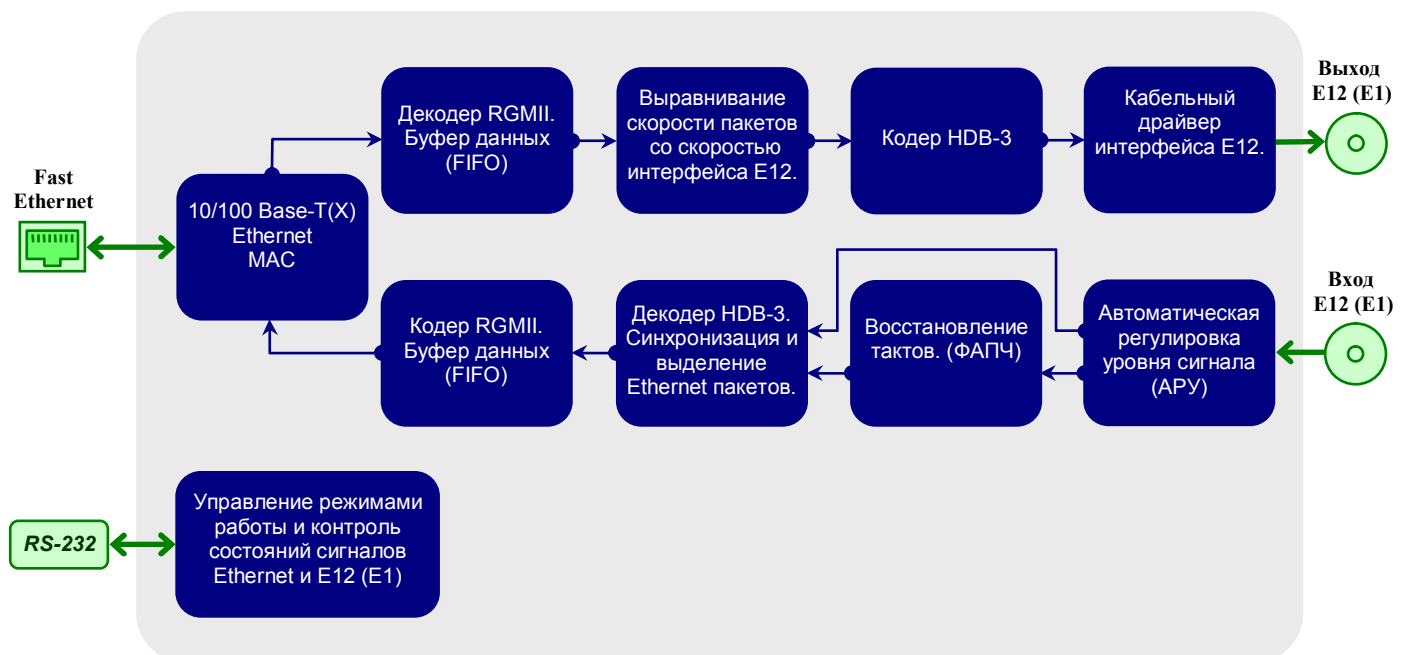 Fast
Ethernet
10/100 Base-T(X)
Ethernet
MAC
Декодер RGMII.
Буфер данных
(FIFO)
Выравнивание
скорости пакетов
со скоростью
интерфейса E12.
Кодер HDB-3
Кабельный
драйвер
интерфейса E12.
Выход
E12 (E1)
Кодер RGMII.
Буфер данных
(FIFO)
Декодер HDB-3.
Синхронизация и
выделение
Ethernet пакетов.
Восстановление
тактов. (ФАПЧ)
Автоматическая
регулировка
уровня сигнала
(АРУ)
Вход
E12 (E1)
RS-232
Управление режимами
работы и контроль
состояний сигналов
Ethernet и E12 (E1)